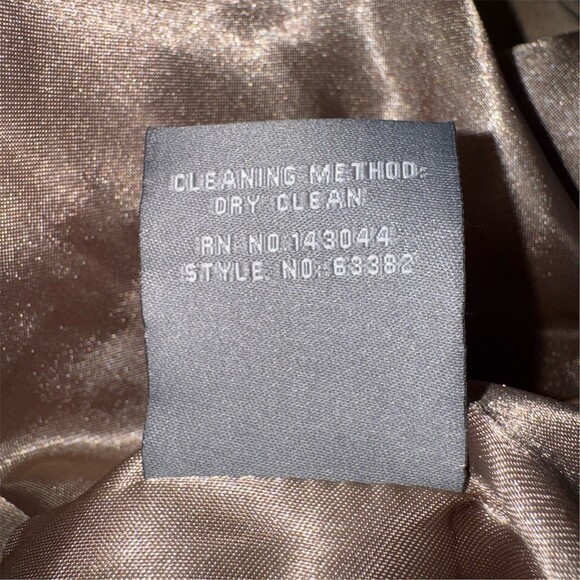 CLEANING METHOD:
DRY CLEAN
RN NO.143044
STYLE NO.:63382